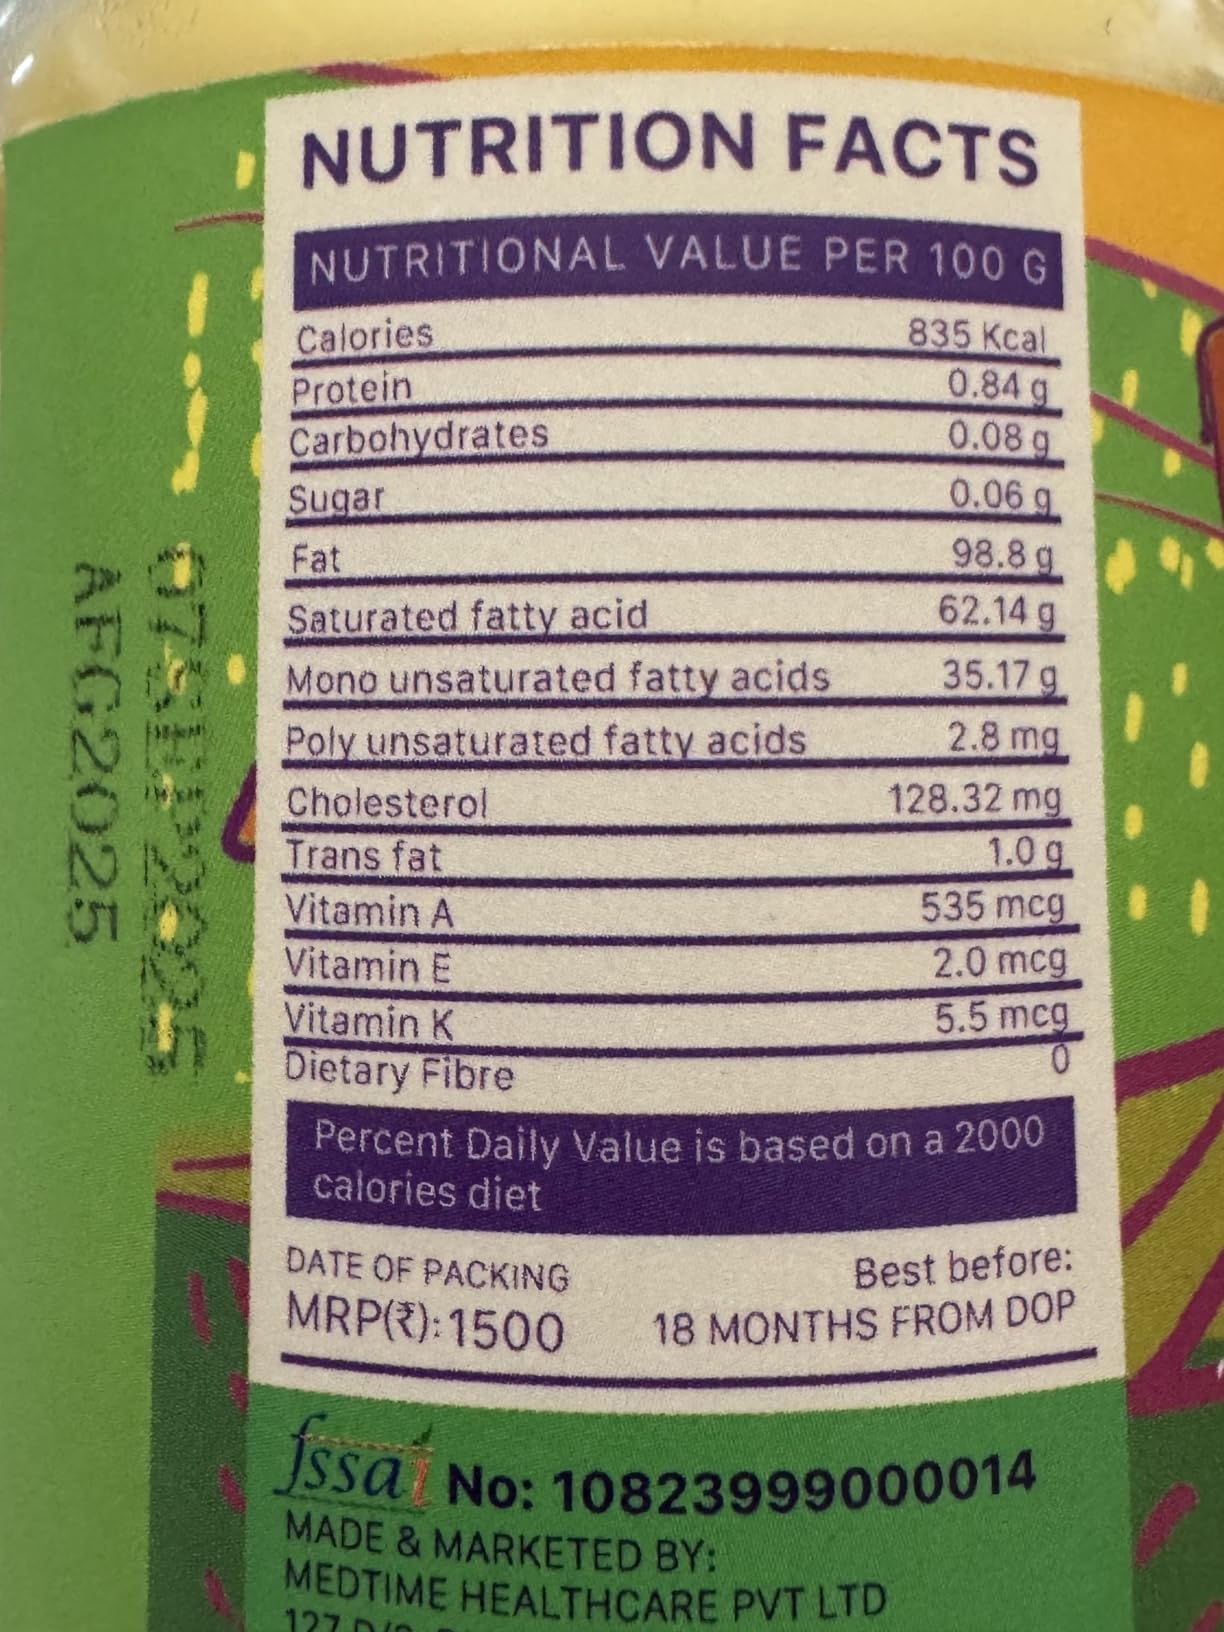 NUTRITION FACTS
NUTRITIONAL VALUE PER 100 G
Calories 835 Kcal
Protein 0.84 g
Carbohydrates 0.08 g
Sugar 0.06 g
Fat 98.8 g
Saturated fatty acid 62.14 g
Mono unsaturated fatty acids 35.17 g
Poly unsaturated fatty acids 2.8 mg
Cholesterol 128.32 mg
Trans fat 1.0 g
Vitamin A 535 mcg
Vitamin E 2.0 mcg
Vitamin K 5.5 mcg
Dietary Fibre 0
Percent Daily Value is based on a 2000
calories diet
DATE OF PACKING Best before:
MRP(₹): 1500 18 MONTHS FROM DOP
fssai No: 10823999000014
MADE & MARKETED BY:
MEDTIME HEALTHCARE PVT LTD
07SEP2025
AFG2025